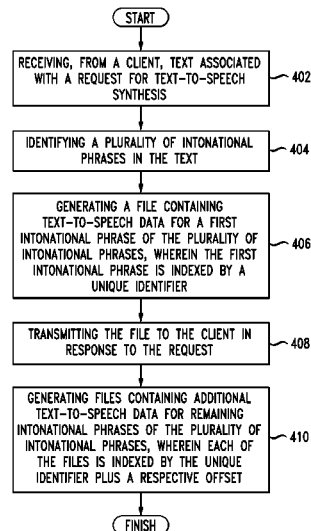 START
RECEIVING, FROM A CLIENT, TEXT ASSOCIATED
WITH A REQUEST FOR TEXT-TO-SPEECH
SYNTHESIS
402
IDENTIFYING A PLURALITY OF INTONATIONAL
PHRASES IN THE TEXT
404
GENERATING A FILE CONTAINING
TEXT-TO-SPEECH DATA FOR A FIRST
INTONATIONAL PHRASE OF THE PLURALITY OF
INTONATIONAL PHRASES, WHEREIN THE FIRST
INTONATIONAL PHRASE IS INDEXED BY A
UNIQUE IDENTIFIER
406
TRANSMITTING THE FILE TO THE CLIENT IN
RESPONSE TO THE REQUEST
408
GENERATING FILES CONTAINING ADDITIONAL
TEXT-TO-SPEECH DATA FOR REMAINING
INTONATIONAL PHRASES OF THE PLURALITY OF
INTONATIONAL PHRASES, WHEREIN EACH OF
THE FILES IS INDEXED BY THE UNIQUE
IDENTIFIER PLUS A RESPECTIVE OFFSET
410
FINISH